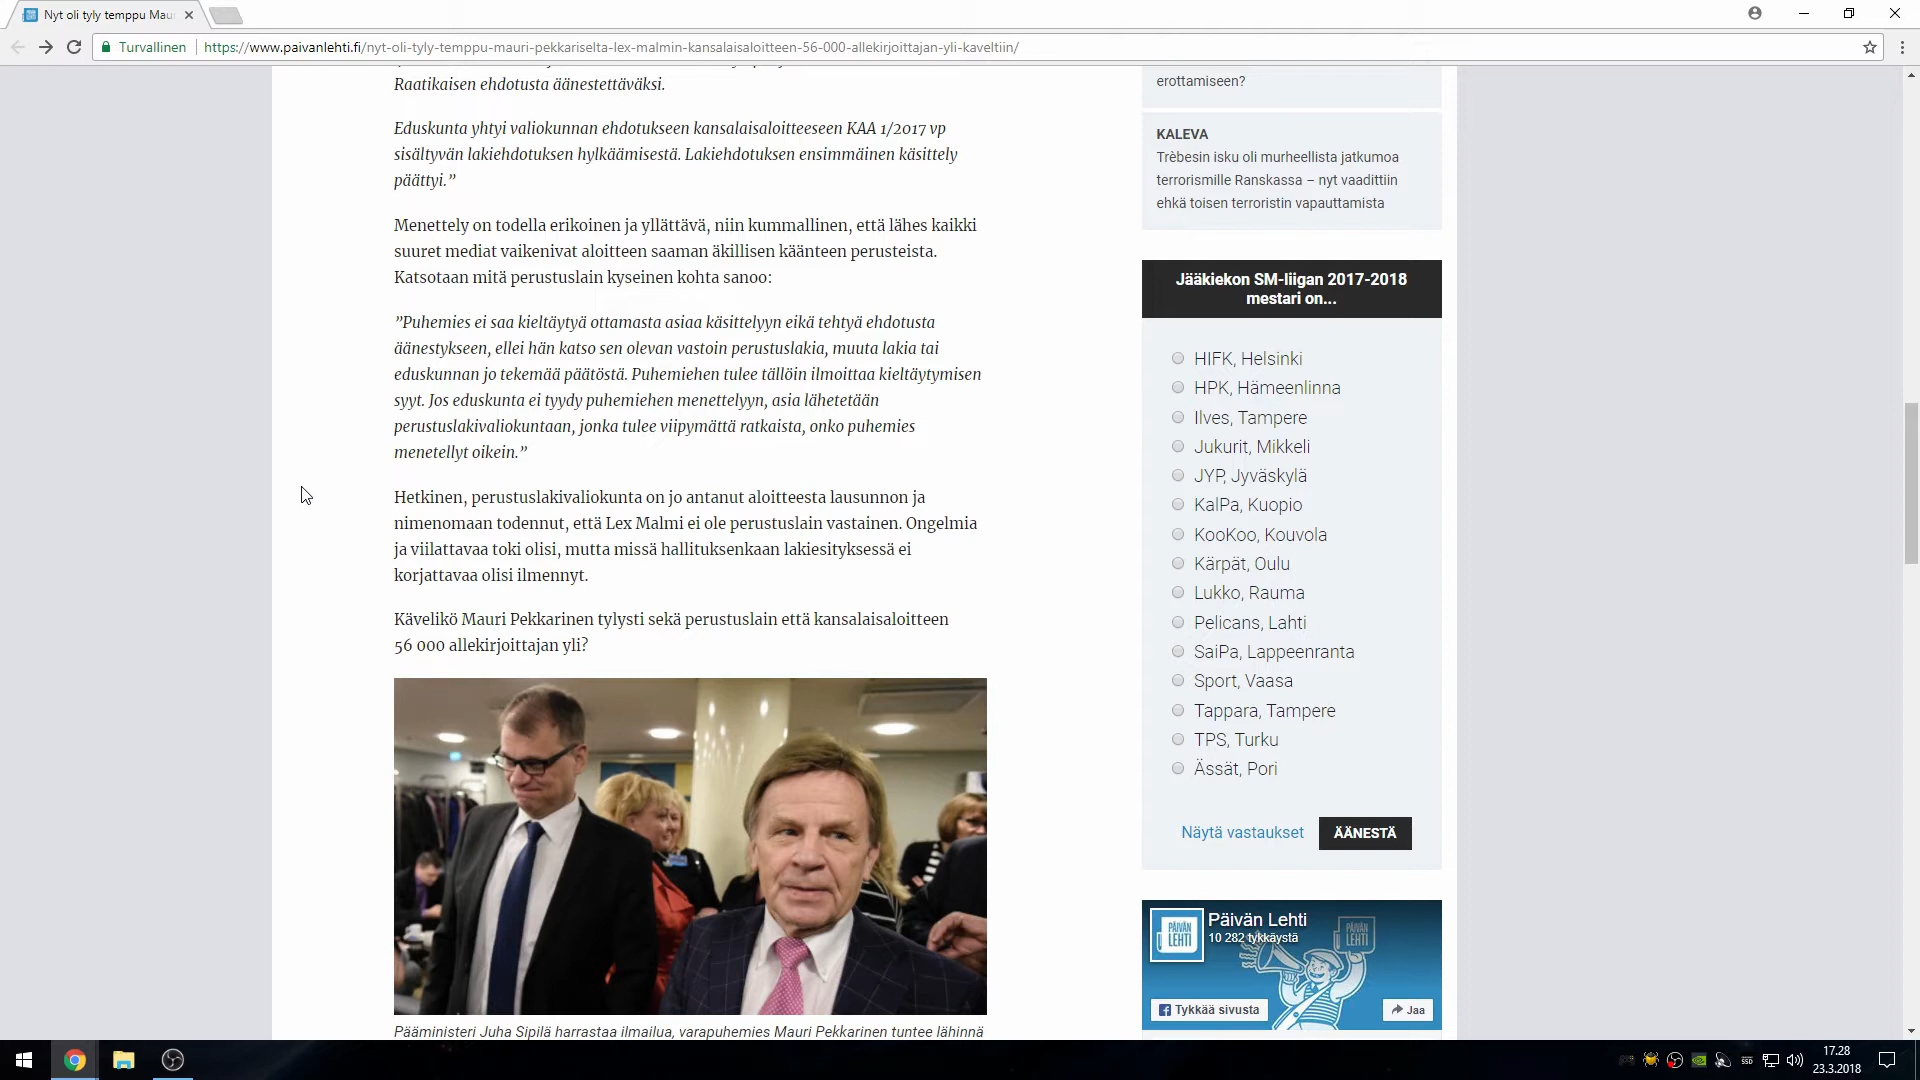 Nyt oli tyly temppu Mau
Turvallinen
https://www.paivanlehti.fi/nyt-oli-tyly-temppu-mauri-pekkariselta-lex-malmin-kansalaisaloitteen-56-000-allekirjoittajan-yli-kaveltiin/
Raatikaisen ehdotusta äänestettäväksi.
Eduskunta yhtyi valiokunnan ehdotukseen kansalaisaloitteeseen KAA 1/2017 vp
sisältyvän lakiehdotuksen hylkäämisestä. Lakiehdotuksen ensimmäinen käsittely
päättyi.”
Menettely on todella erikoinen ja yllättävä, niin kummallinen, että lähes kaikki
suuret mediat vaikenivat aloitteen saaman äkillisen käänteen perusteista.
Katsotaan mitä perustuslain kyseinen kohta sanoo:
”Puhemies ei saa kieltäytyä ottamasta asiaa käsittelyyn eikä tehtyä ehdotusta
äänestykseen, ellei hän katso sen olevan vastoin perustuslakia, muuta lakia tai
eduskunnan jo tekemää päätöstä. Puhemiehen tulee tällöin ilmoittaa kieltäytymisen
syyt. Jos eduskunta ei tyydy puhemiehen menettelyyn, asia lähetetään
perustuslakivaliokuntaan, jonka tulee viipymättä ratkaista, onko puhemies
menetellyt oikein.”
Hetkinen, perustuslakivaliokunta on jo antanut aloitteesta lausunnon ja
nimenomaan todennut, että Lex Malmi ei ole perustuslain vastainen. Ongelmia
ja viilattavaa toki olisi, mutta missä hallituksenkaan lakiesityksessä ei
korjattavaa olisi ilmennyt.
Kävelikö Mauri Pekkarinen tylysti sekä perustuslain että kansalaisaloitteen
56 000 allekirjoittajan yli?
Pääministeri Juha Sipilä harrastaa ilmailua, varapuhemies Mauri Pekkarinen tuntee lähinnä
erottamiseen?
KALEVA
Trèbesin isku oli murheellista jatkumoa
terrorismille Ranskassa – nyt vaadittiin
ehkä toisen terroristin vapauttamista
Jääkiekon SM-liigan 2017-2018
mestari on...
HIFK, Helsinki
HPK, Hämeenlinna
Ilves, Tampere
Jukurit, Mikkeli
JYP, Jyväskylä
KalPa, Kuopio
KooKoo, Kouvola
Kärpät, Oulu
Lukko, Rauma
Pelicans, Lahti
SaiPa, Lappeenranta
Sport, Vaasa
Tappara, Tampere
TPS, Turku
Ässät, Pori
Näytä vastaukset
ÄÄNESTÄ
PÄIVÄN
LEHTI
Päivän Lehti
10 282 tykkäystä
PÄIVÄN
LEHTI
Tykkää sivusta
Jaa
SSD
17.28
23.3.2018